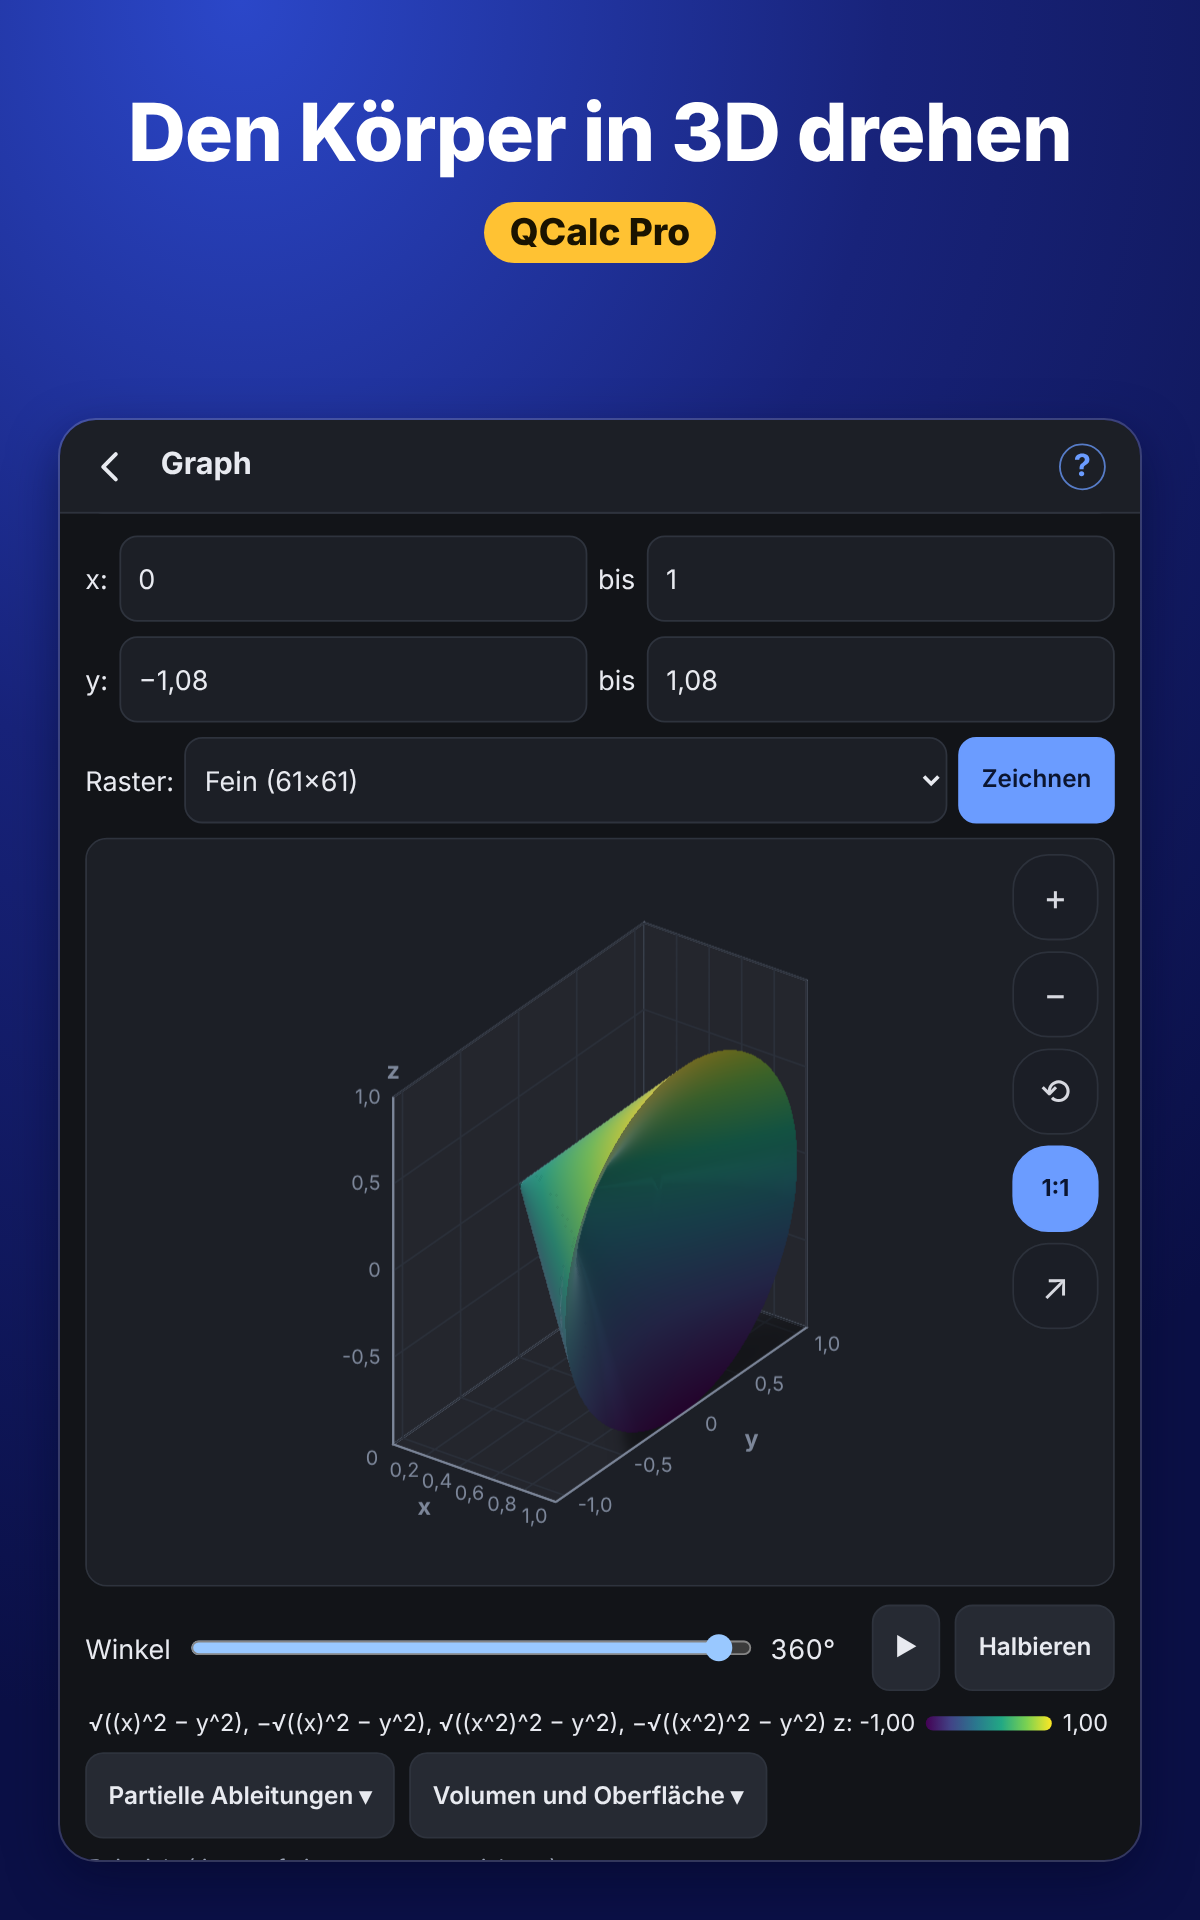 Den Körper in 3D drehen
QCalc Pro
Graph
?
x: 0 bis 1
y: −1,08 bis 1,08
Raster: Fein (61×61) Zeichnen
+
−
1:1
z
1,0
0,5
0
-0,5
0 0,2 0,4 0,6 0,8 1,0
x
-1,0 -0,5 0 0,5 1,0
y
Winkel 360° Halbieren
√((x)^2 − y^2), −√((x)^2 − y^2), √((x^2)^2 − y^2), −√((x^2)^2 − y^2) z: -1,00 1,00
Partielle Ableitungen ▾ Volumen und Oberfläche ▾